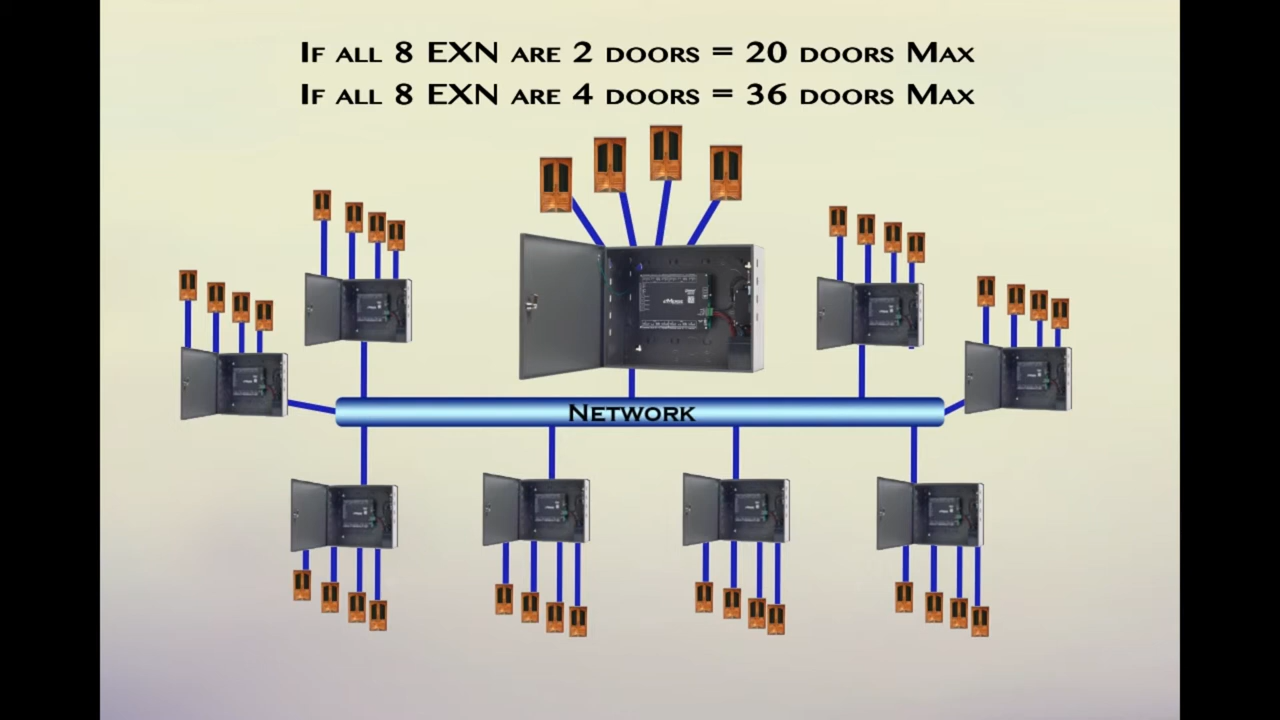 If all 8 EXN are 2 doors = 20 doors Max
If all 8 EXN are 4 doors = 36 doors Max
Network